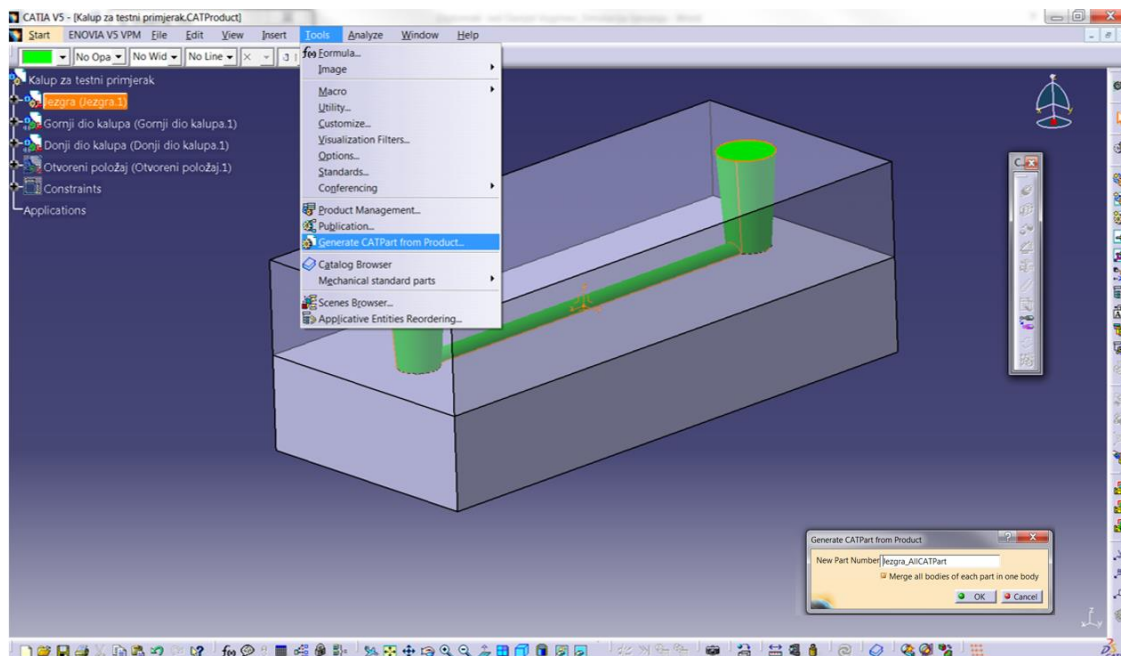 CATIA V5 - [Kalup za testni primjerak.CATProduct]
Start ENOVIA V5 VPM File Edit View Insert Tools Analyze Window Help
No Opa No Wid No Line
Kalup za testni primjerak
Jezgra (Jezgra.1)
Gornji dio kalupa (Gornji dio kalupa.1)
Donji dio kalupa (Donji dio kalupa.1)
Otvoreni položaj (Otvoreni položaj.1)
Constraints
Applications
f(x) Formula...
Image
Macro
Utility...
Customize...
Visualization Filters...
Options...
Standards...
Conferencing
Product Management...
Publication...
Generate CATPart from Product...
Catalog Browser
Mechanical standard parts
Scenes Browser...
Applicative Entities Reordering...
C...
Generate CATPart from Product
New Part Number Jezgra_AllCATPart
Merge all bodies of each part in one body
OK Cancel